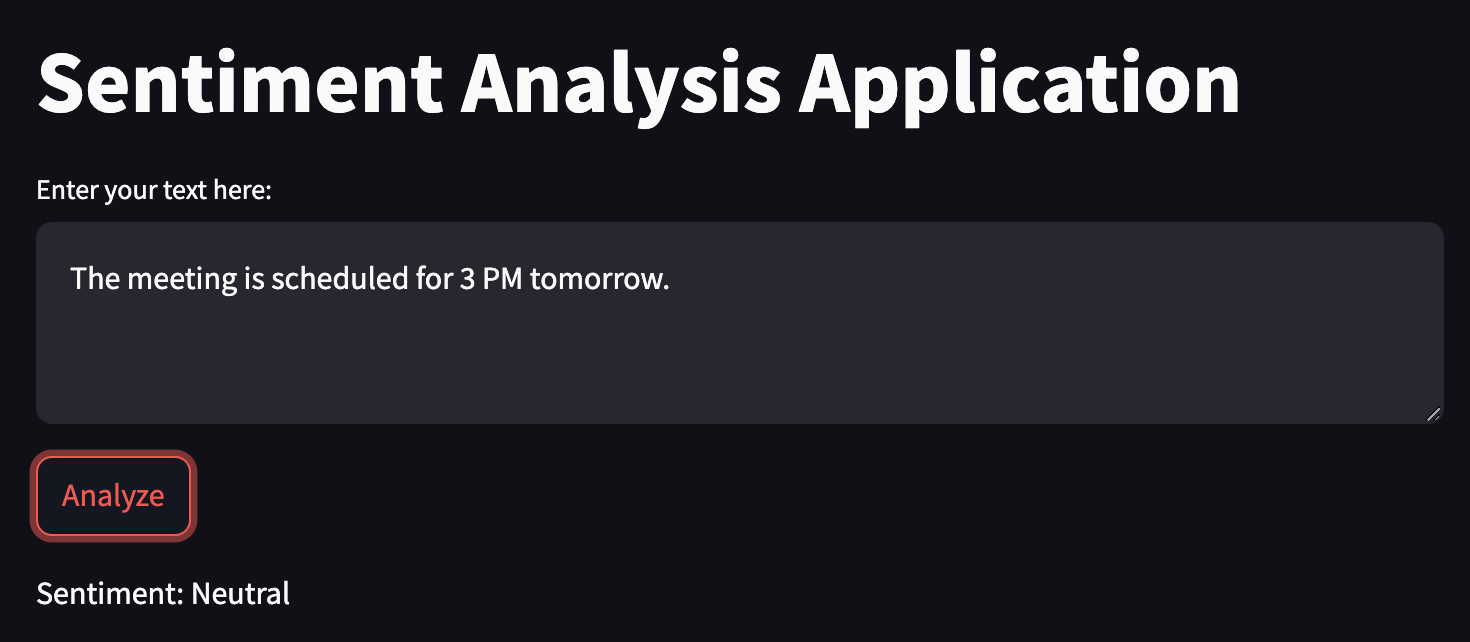 Sentiment Analysis Application
Enter your text here:
The meeting is scheduled for 3 PM tomorrow.
Analyze
Sentiment: Neutral